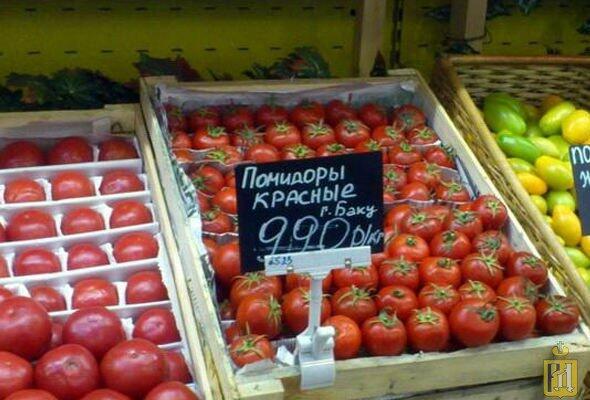 Помидоры
КРАСНЫЕ
г. Баку
990 р/кг